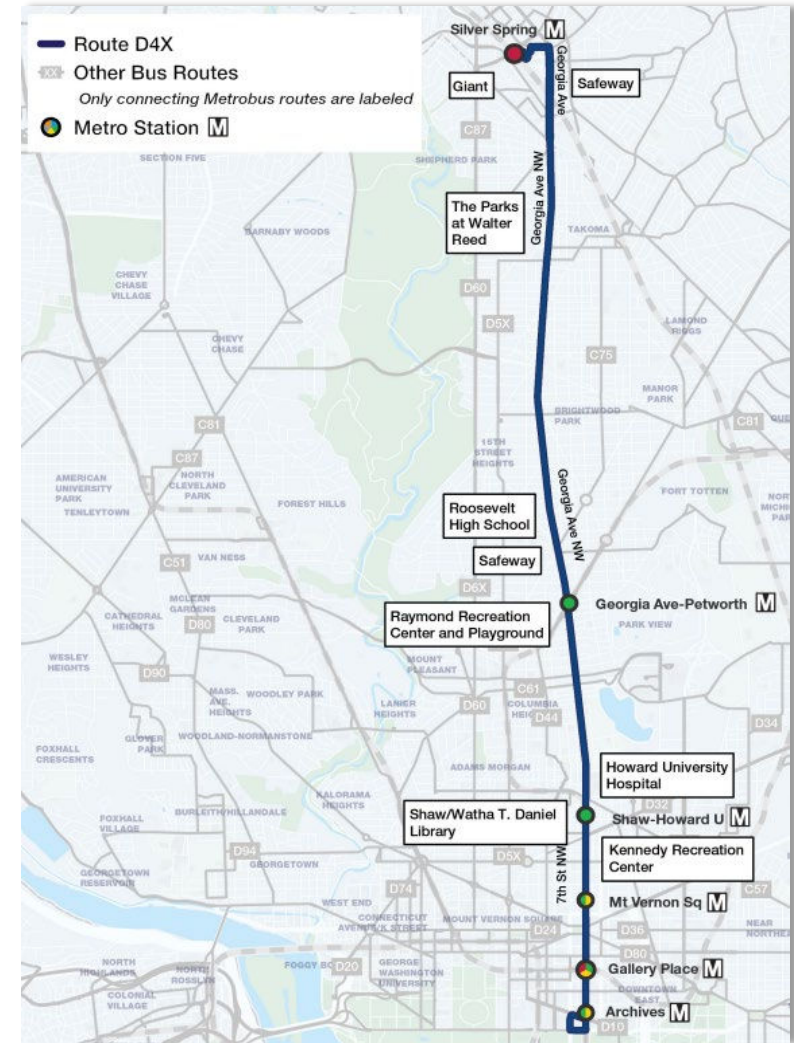 Silver Spring M
Route D4X
XX Other Bus Routes
Only connecting Metrobus routes are labeled
Metro Station M
Giant
Georgia Ave
Safeway
C87
SECTION FIVE
SHEPHERD PARK
Georgia Ave NW
The Parks
at Walter
Reed
BARNABY WOODS
TAKOMA
CHEVY
CHASE
VILLAGE
D60
D5X
LAMOND
RIGGS
CHEVY
CHASE
C75
MANOR
PARK
BRIGHTWOOD
PARK
C81
C81
16TH
STREET
HEIGHTS
C87
NORTH
CLEVELAND
PARK
AMERICAN
UNIVERSITY
PARK
TENLEYTOWN
FOREST HILLS
Georgia Ave NW
FORT TOTTEN
Roosevelt
High School
Safeway
C51
VAN NESS
D6X
MCLEAN
GARDENS
Georgia Ave-Petworth M
CATHEDRAL
HEIGHTS
D80
CLEVELAND
PARK
Raymond Recreation
Center and Playground
PARK VIEW
WESLEY
HEIGHTS
MOUNT
PLEASANT
D90
MASS.
AVE.
HEIGHTS
WOODLEY PARK
C61
D60
LANIER
HEIGHTS
COLUMBIA
D44
D34
GLOVER
PARK
WOODLAND-NORMANSTONE
FOXHALL
CRESCENTS
ADAMS MORGAN
Howard University
Hospital
KALORAMA
HEIGHTS
D32
Shaw/Watha T. Daniel
Library
Shaw-Howard U M
FOXHALL
VILLAGE
BURLEITH/HILLANDALE
D94
GEORGETOWN
D5X
7th St NW
Kennedy Recreation
Center
GEORGETOWN
RESERVOIR
D74
C57
WEST END
Mt Vernon Sq M
CONNECTICUT
AVENUE/K STREET
MOUNT VERNON SQUARE
D24
D36
NEAR
D80
NORTH
HIGHLANDS
NORTH
ROSSLYN
FOGGY
D20
GEORGE
WASHINGTON
UNIVERSITY
Gallery Place M
DOWNTOWN
EAST
COLONIAL
VILLAGE
Archives M
D10